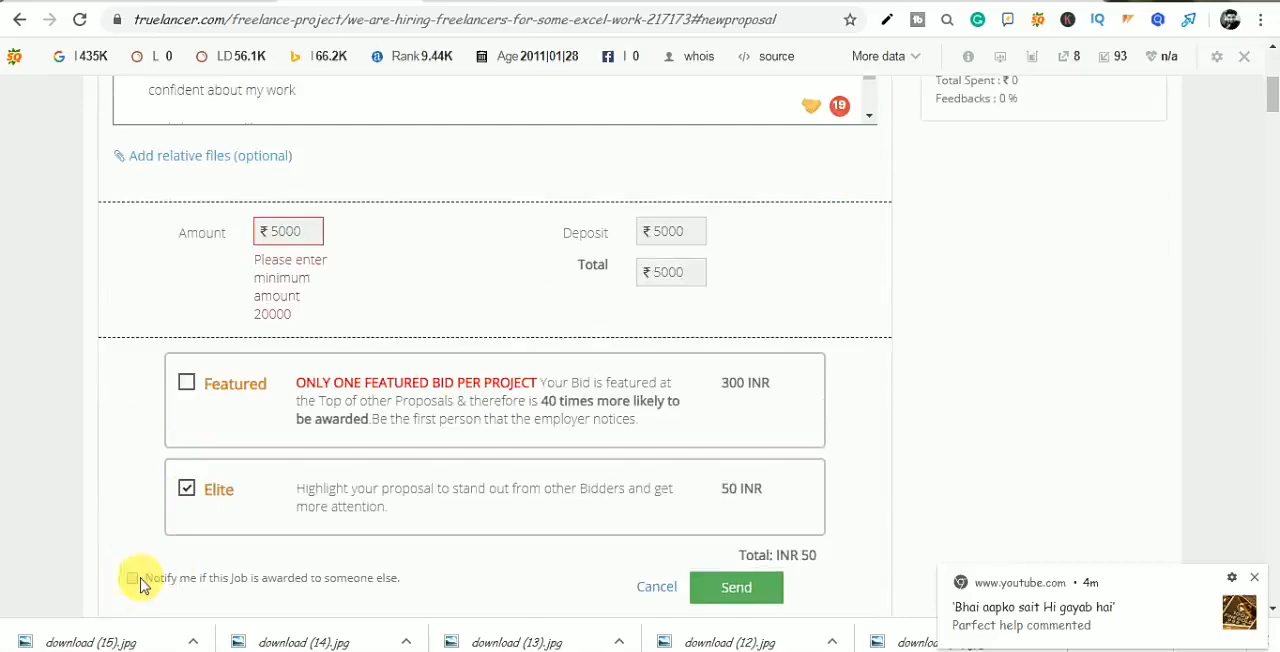 truelancer.com/freelance-project/we-are-hiring-freelancers-for-some-excel-work-217173#newproposal
IQ
I 435K L 0 LD 56.1K I 66.2K Rank 9.44K Age 2011|01|28 I 0 whois source More data 8 93 n/a
Total Spent : ₹ 0
Feedbacks : 0 %
confident about my work
19
Add relative files (optional)
Amount ₹ 5000
Please enter
minimum
amount
20000
Deposit ₹ 5000
Total ₹ 5000
Featured
ONLY ONE FEATURED BID PER PROJECT Your Bid is featured at
the Top of other Proposals & therefore is 40 times more likely to
be awarded.Be the first person that the employer notices.
300 INR
Elite
Highlight your proposal to stand out from other Bidders and get
more attention.
50 INR
Total: INR 50
Notify me if this Job is awarded to someone else.
Cancel Send
www.youtube.com • 4m
'Bhai aapko sait Hi gayab hai'
Parfect help commented
download (15).jpg download (14).jpg download (13).jpg download (12).jpg